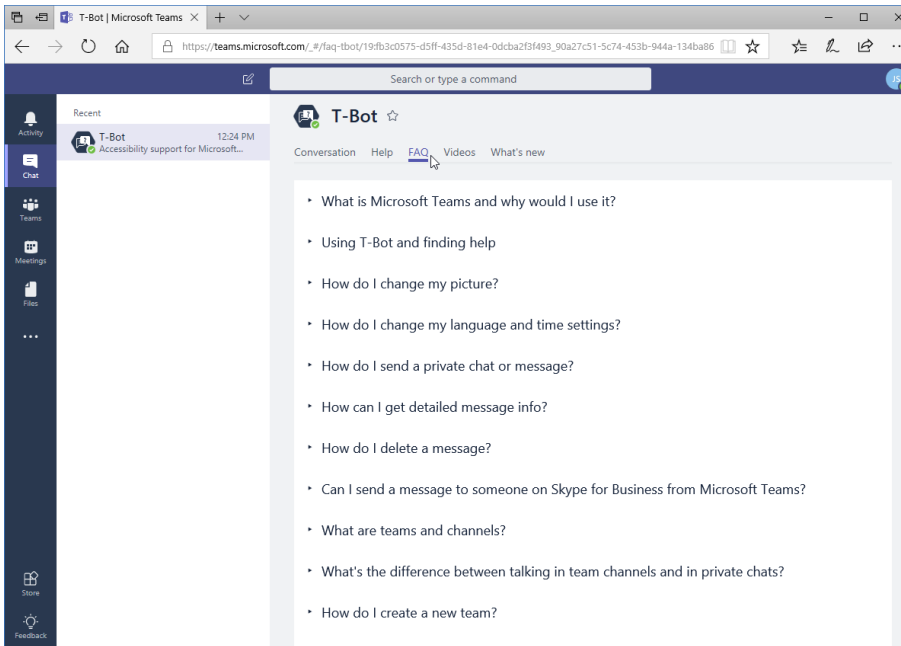 T-Bot | Microsoft Teams
https://teams.microsoft.com/_#/faq-tbot/19:fb3c0575-d5ff-435d-81e4-0dcba2f3f493_90a27c51-5c74-453b-944a-134ba86
Search or type a command
JS
Activity
Chat
Teams
Meetings
Files
Store
Feedback
Recent
T-Bot 12:24 PM
Accessibility support for Microsoft...
T-Bot
Conversation Help FAQ Videos What's new
What is Microsoft Teams and why would I use it?
Using T-Bot and finding help
How do I change my picture?
How do I change my language and time settings?
How do I send a private chat or message?
How can I get detailed message info?
How do I delete a message?
Can I send a message to someone on Skype for Business from Microsoft Teams?
What are teams and channels?
What's the difference between talking in team channels and in private chats?
How do I create a new team?